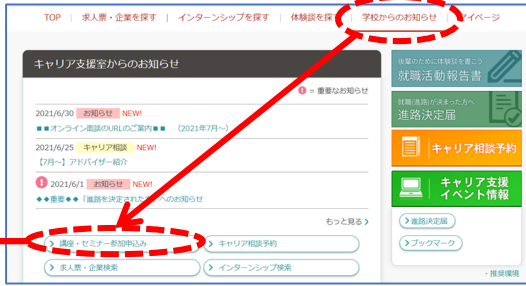 TOP | 求人票・企業を探す | インターンシップを探す | 体験談を探す | 学校からのお知らせ | マイページ
キャリア支援室からのお知らせ
= 重要なお知らせ
2021/6/30 お知らせ NEW!
■■オンライン面談のURLのご案内■■ (2021年7月~)
2021/6/25 キャリア相談 NEW!
【7月~】アドバイザー紹介
2021/6/1 お知らせ NEW!
◆◆重要◆◆「進路を決定された方」へのお知らせ
もっと見る
講座・セミナー参加申込み
キャリア相談予約
求人票・企業検索
インターンシップ検索
後輩のために体験談を書こう
就職活動報告書
就職(進路)が決まった方へ
進路決定届
キャリア相談予約
キャリア支援
イベント情報
進路決定届
ブックマーク
・推奨環境